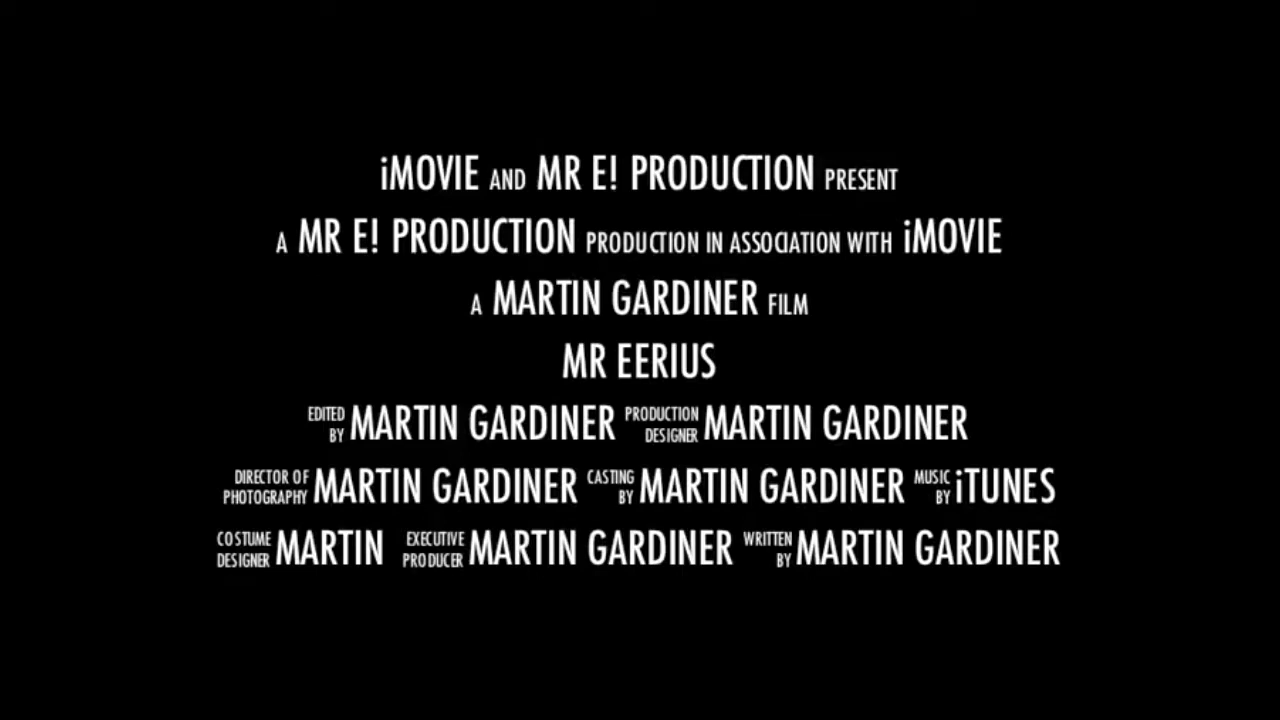 iMOVIE AND MR E! PRODUCTION PRESENT
A MR E! PRODUCTION PRODUCTION IN ASSOCIATION WITH iMOVIE
A MARTIN GARDINER FILM
MR EERIUS
EDITED BY MARTIN GARDINER PRODUCTION DESIGNER MARTIN GARDINER
DIRECTOR OF PHOTOGRAPHY MARTIN GARDINER CASTING BY MARTIN GARDINER MUSIC BY iTUNES
COSTUME DESIGNER MARTIN EXECUTIVE PRODUCER MARTIN GARDINER WRITTEN BY MARTIN GARDINER